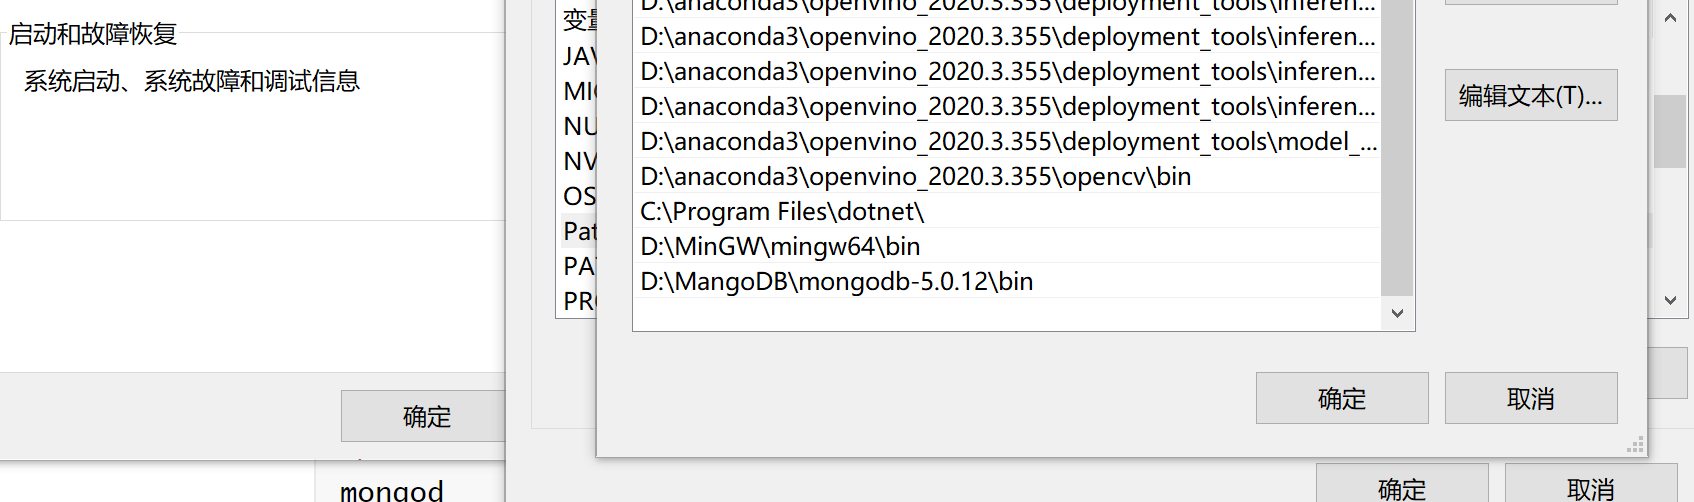 启动和故障恢复
系统启动、系统故障和调试信息
确定
mongod
变
JAV
MIC
NU
NV
OS
Pat
PA
PRO
D:\anaconda3\openvino_2020.3.355\deployment_tools\inferen...
D:\anaconda3\openvino_2020.3.355\deployment_tools\inferen...
D:\anaconda3\openvino_2020.3.355\deployment_tools\inferen...
D:\anaconda3\openvino_2020.3.355\deployment_tools\inferen...
D:\anaconda3\openvino_2020.3.355\deployment_tools\model_...
D:\anaconda3\openvino_2020.3.355\opencv\bin
C:\Program Files\dotnet\
D:\MinGW\mingw64\bin
D:\MangoDB\mongodb-5.0.12\bin
编辑文本(T)...
确定
取消
确定
取消